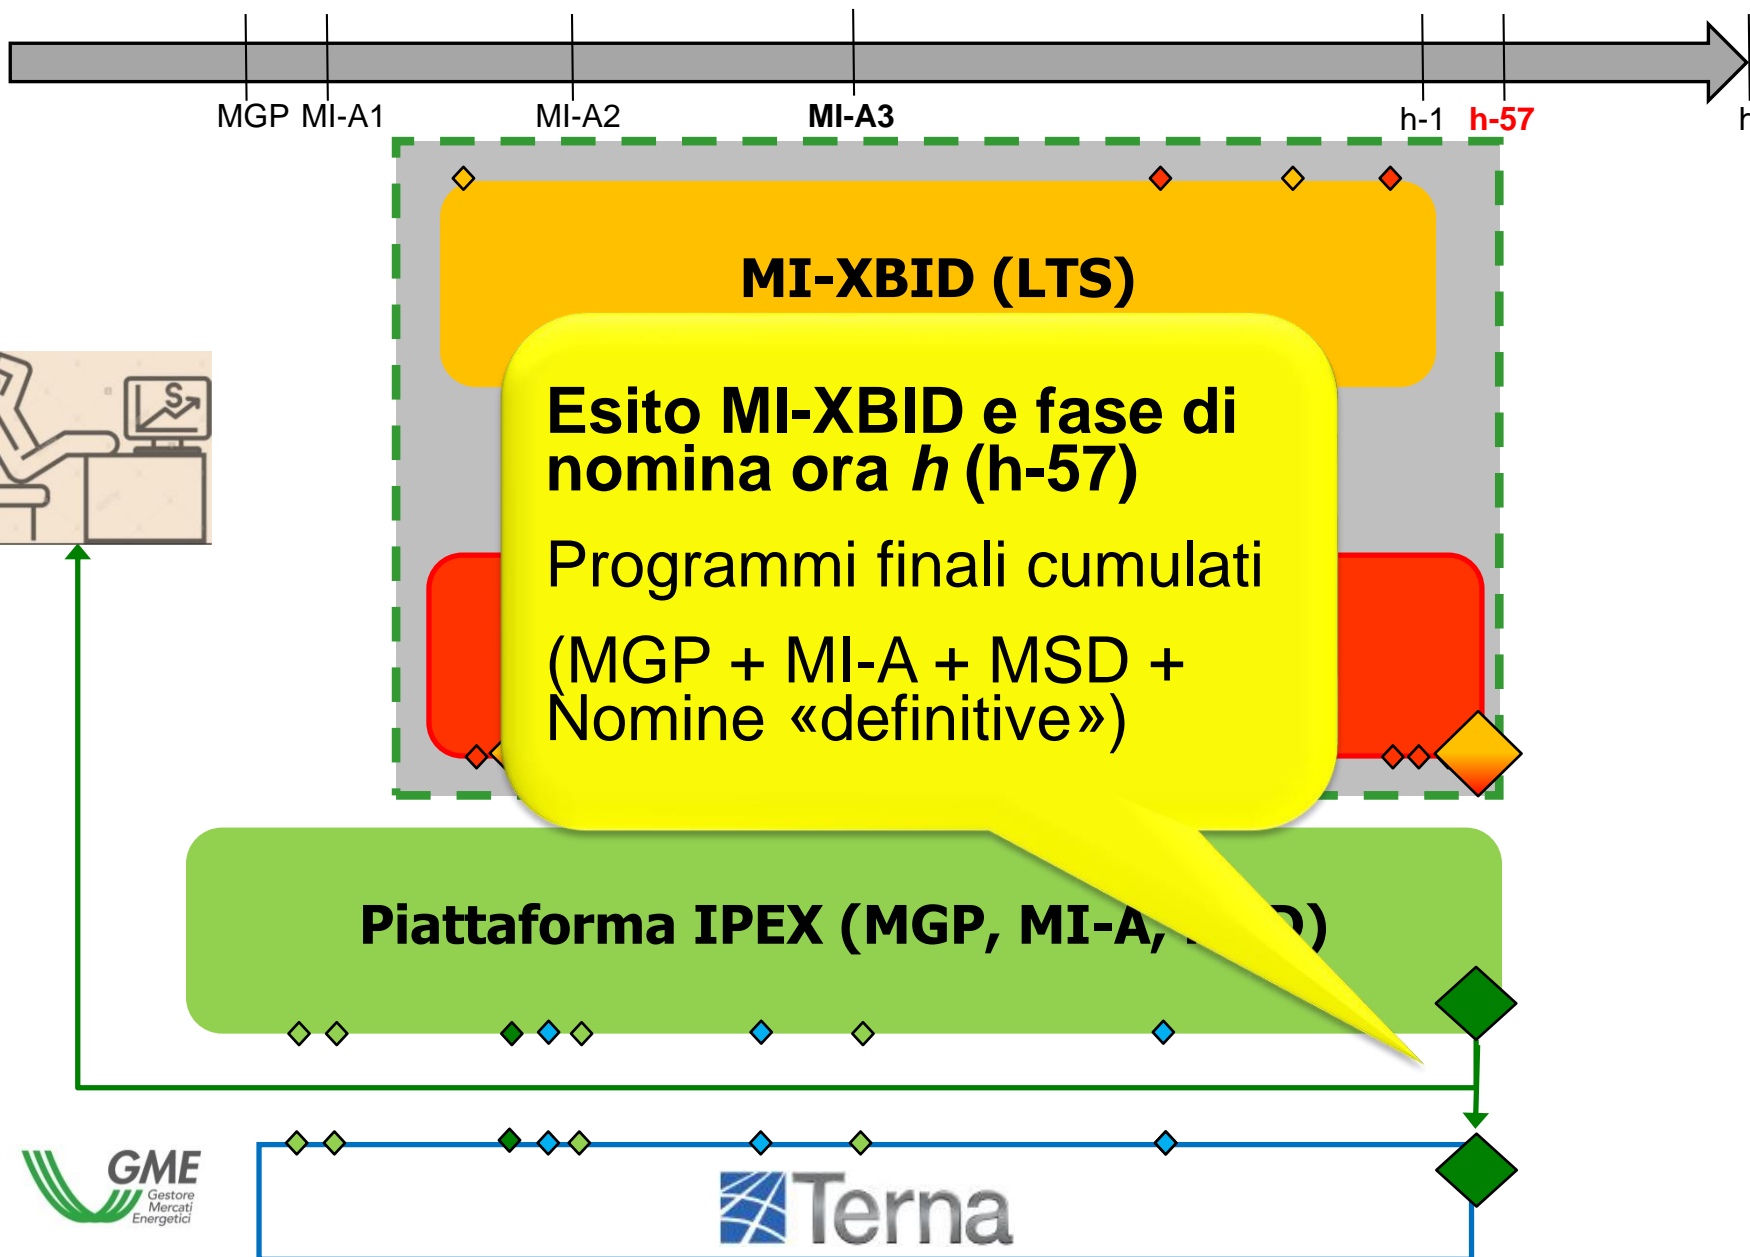 MGP MI-A1 MI-A2 MI-A3 h-1 h-57 h
MI-XBID (LTS)
Esito MI-XBID e fase di
nomina ora h (h-57)
Programmi finali cumulati
(MGP + MI-A + MSD +
Nomine «definitive»)
Piattaforma IPEX (MGP, MI-A,
GME
Gestore
Mercati
Energetici
Terna